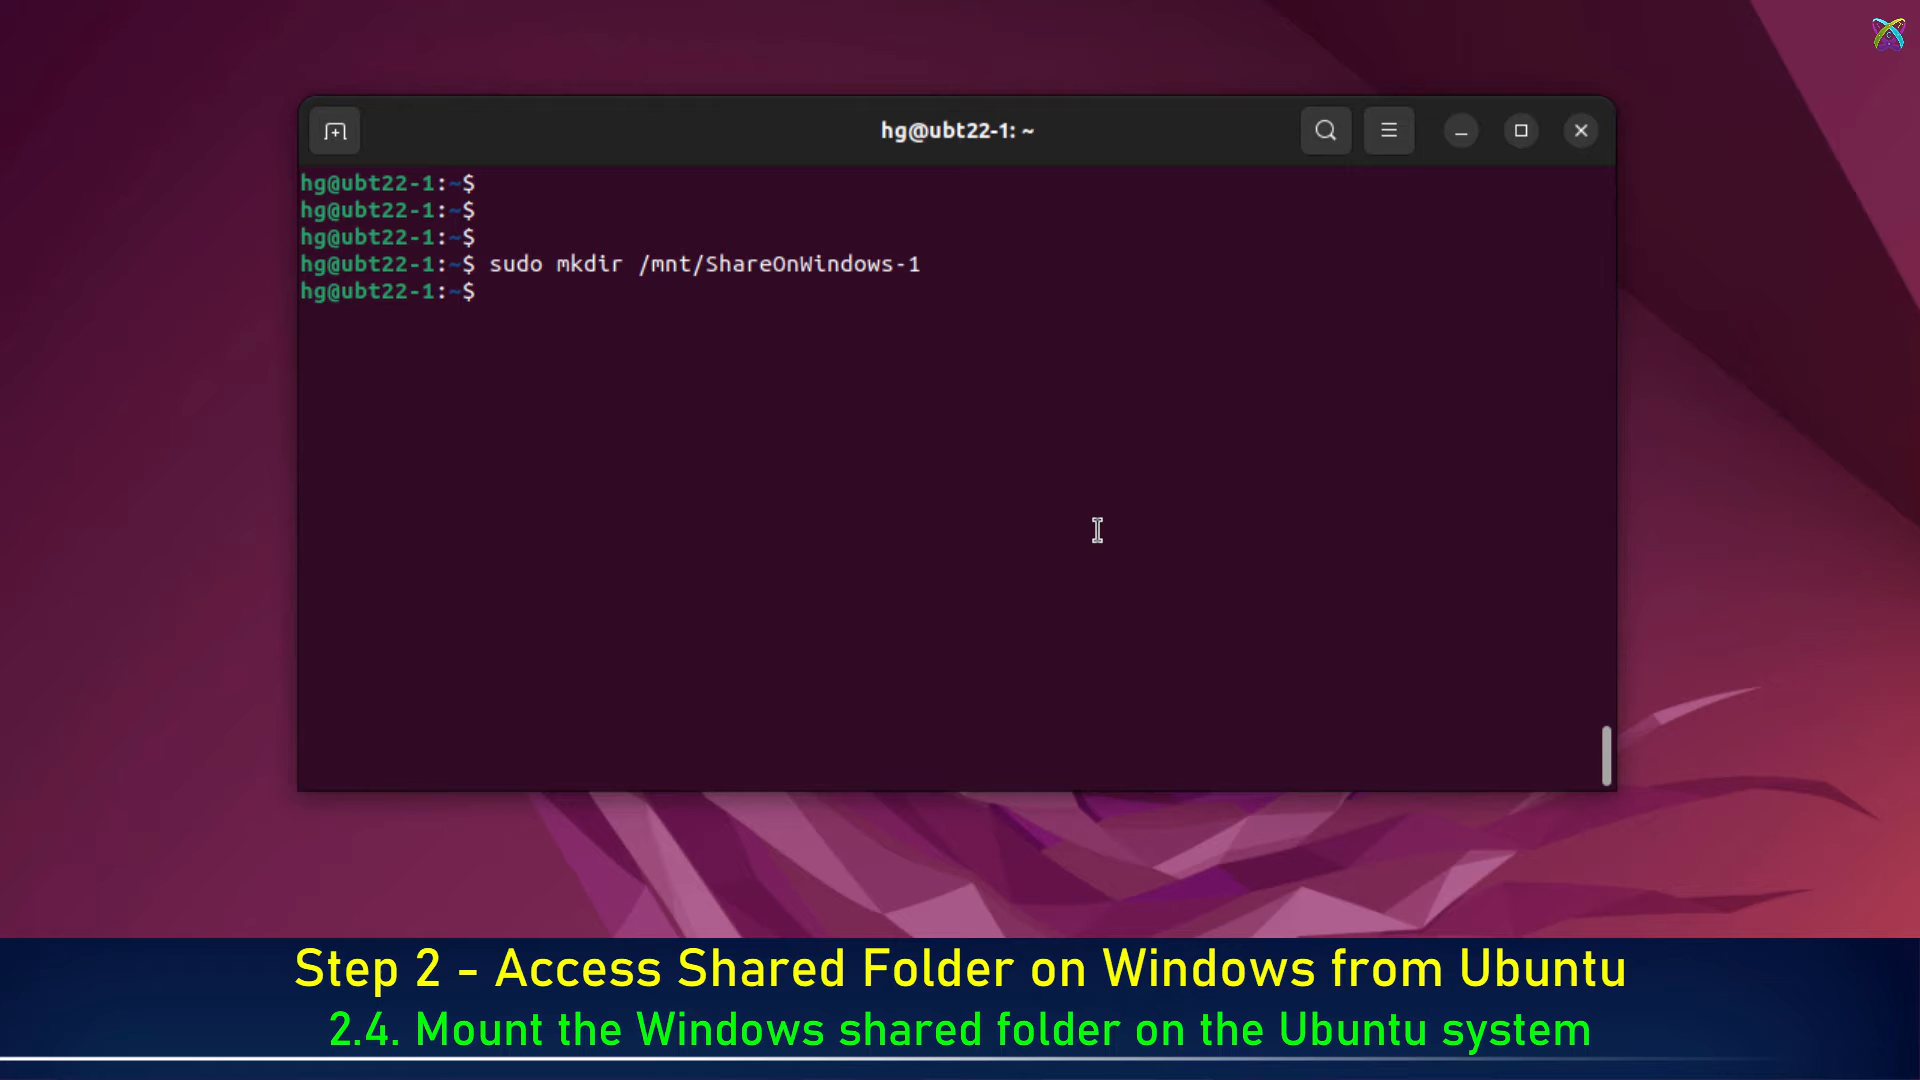 hg@ubt22-1: ~
hg@ubt22-1:~$
hg@ubt22-1:~$
hg@ubt22-1:~$
hg@ubt22-1:~$ sudo mkdir /mnt/ShareOnWindows-1
hg@ubt22-1:~$
Step 2 - Access Shared Folder on Windows from Ubuntu
2.4. Mount the Windows shared folder on the Ubuntu system